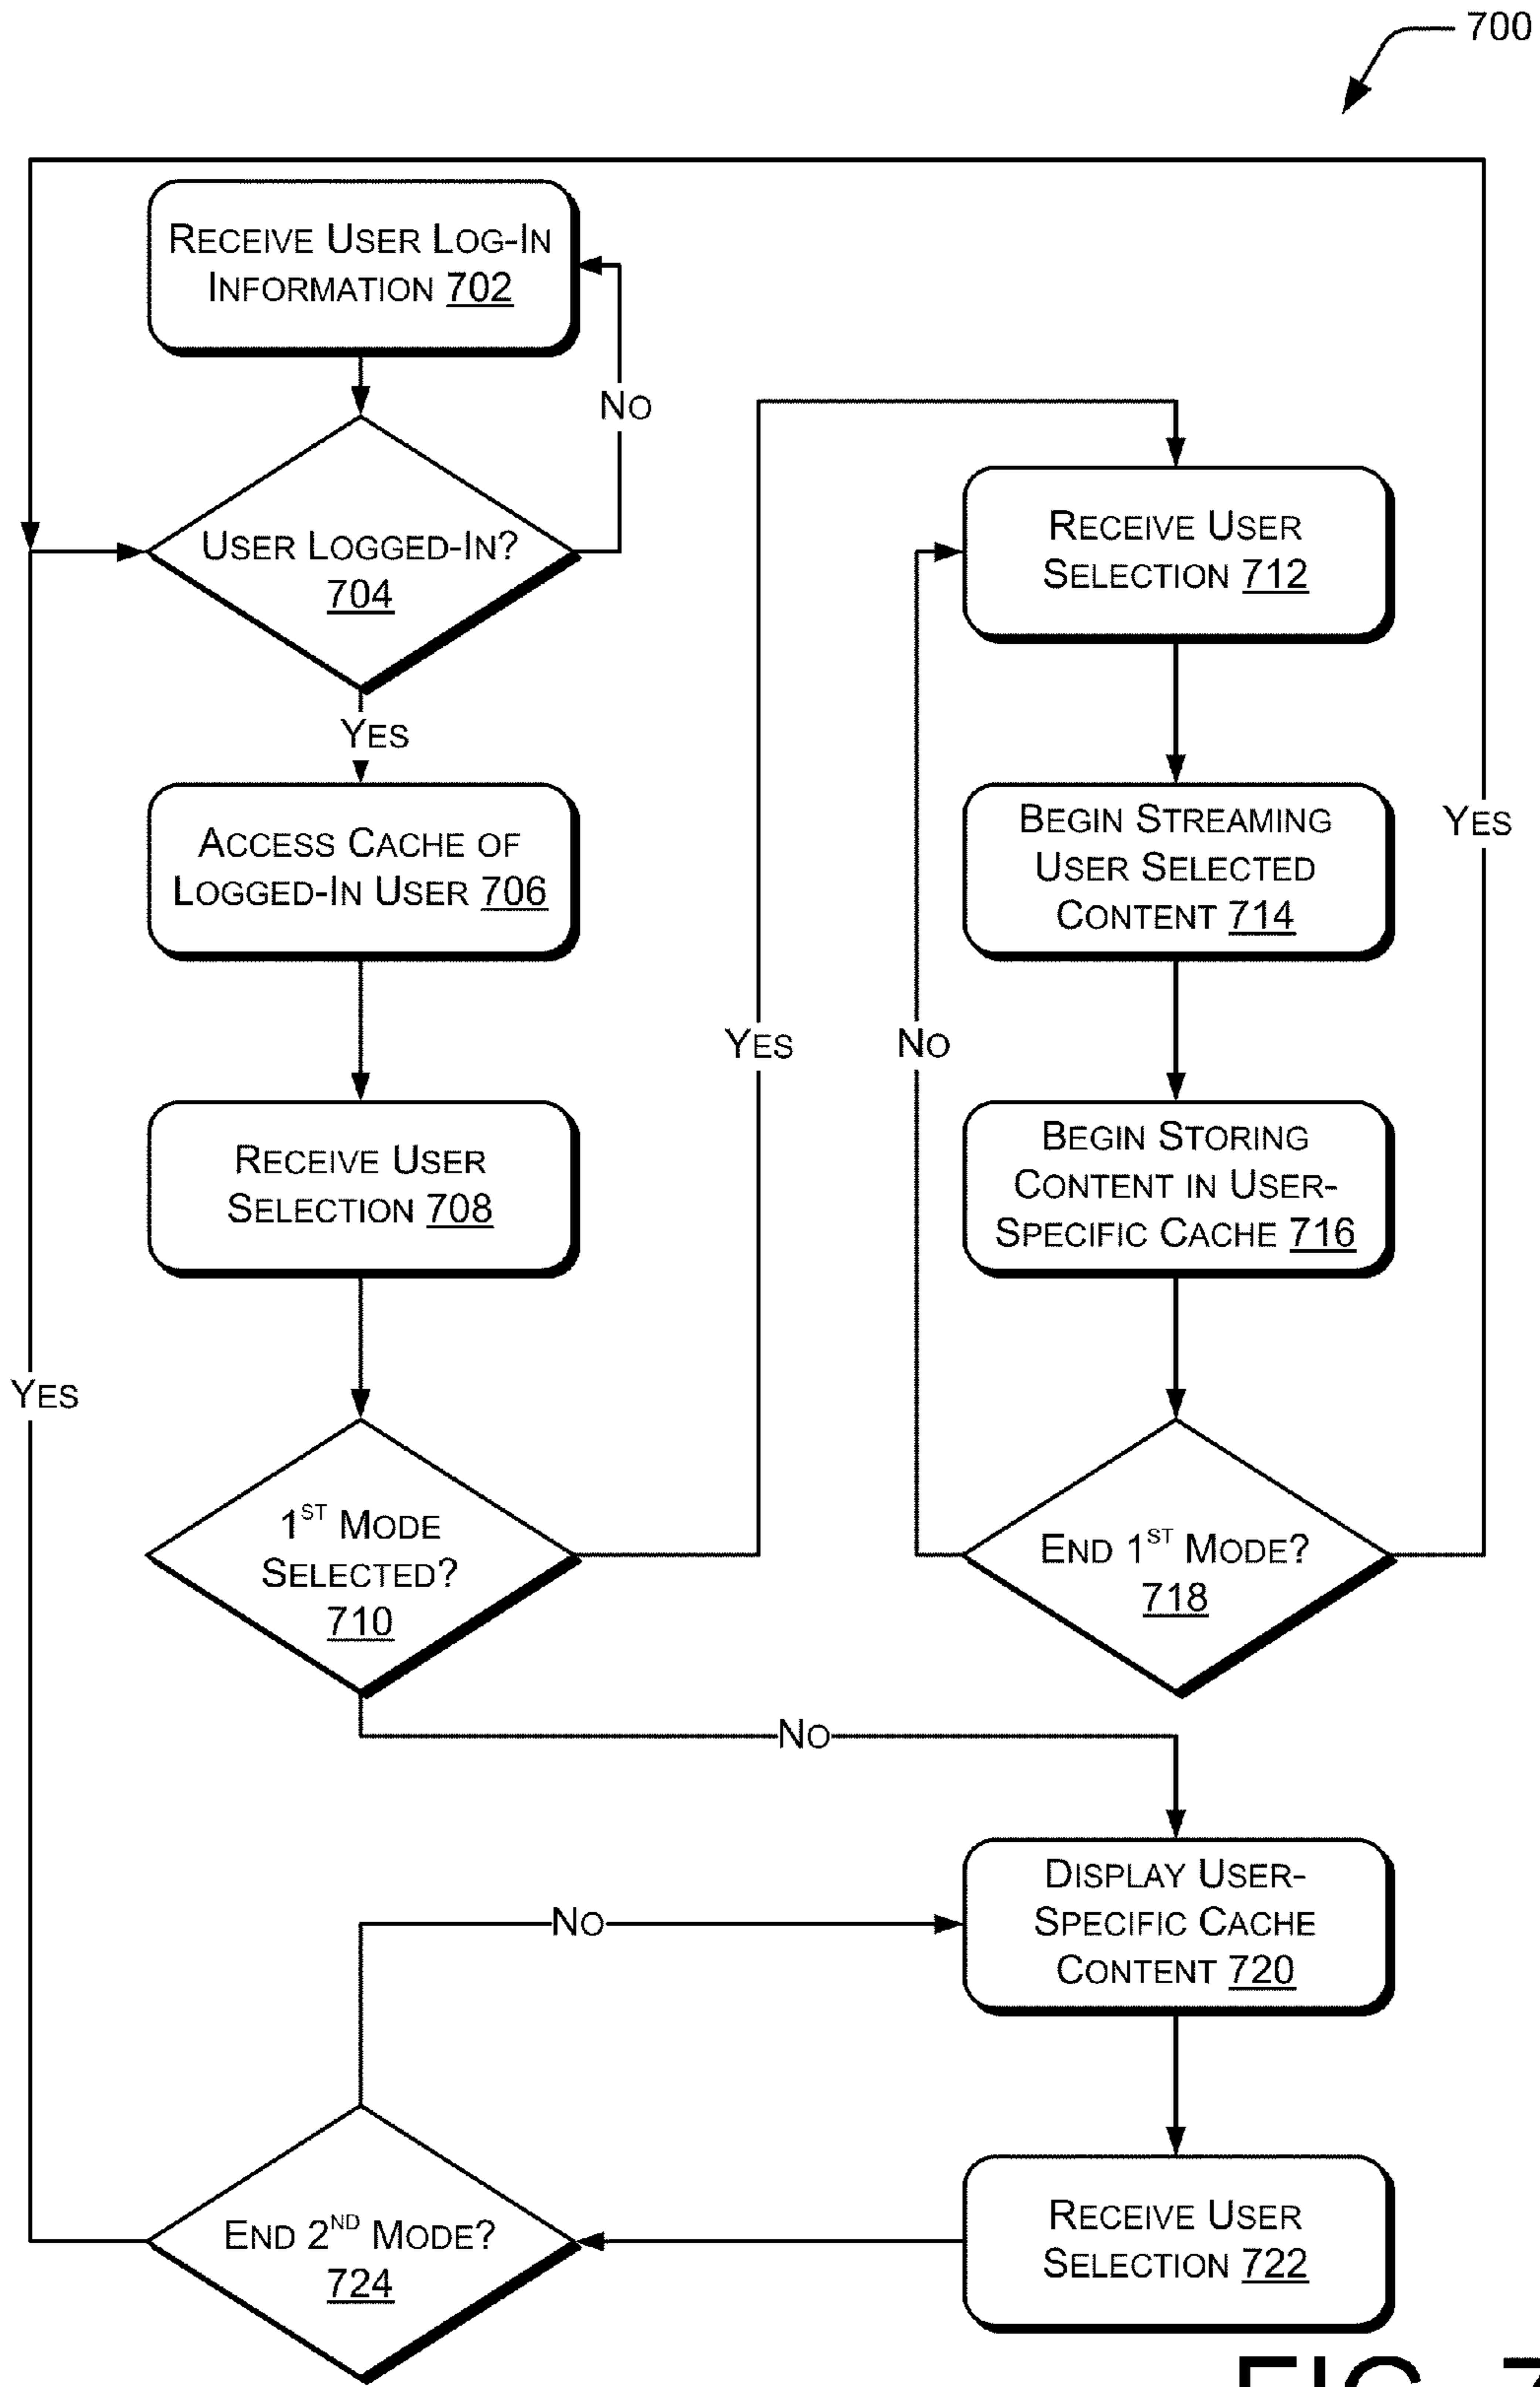 700
RECEIVE USER LOG-IN
INFORMATION 702
NO
USER LOGGED-IN?
704
YES
ACCESS CACHE OF
LOGGED-IN USER 706
RECEIVE USER
SELECTION 708
1ST MODE
SELECTED?
710
YES
NO
RECEIVE USER
SELECTION 712
BEGIN STREAMING
USER SELECTED
CONTENT 714
BEGIN STORING
CONTENT IN USER-
SPECIFIC CACHE 716
END 1ST MODE?
718
NO
YES
DISPLAY USER-
SPECIFIC CACHE
CONTENT 720
RECEIVE USER
SELECTION 722
END 2ND MODE?
724
NO
YES
FIG. 7